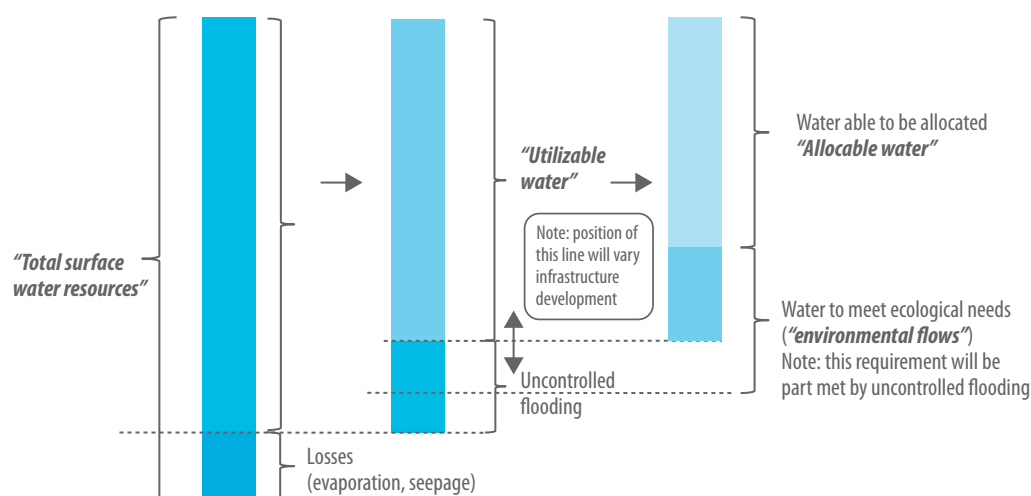 “Total surface
water resources”
Losses
(evaporation, seepage)
“Utilizable
water”
Note: position of
this line will vary
infrastructure
development
Uncontrolled
flooding
Water able to be allocated
“Allocable water”
Water to meet ecological needs
(“environmental flows”)
Note: this requirement will be
part met by uncontrolled flooding